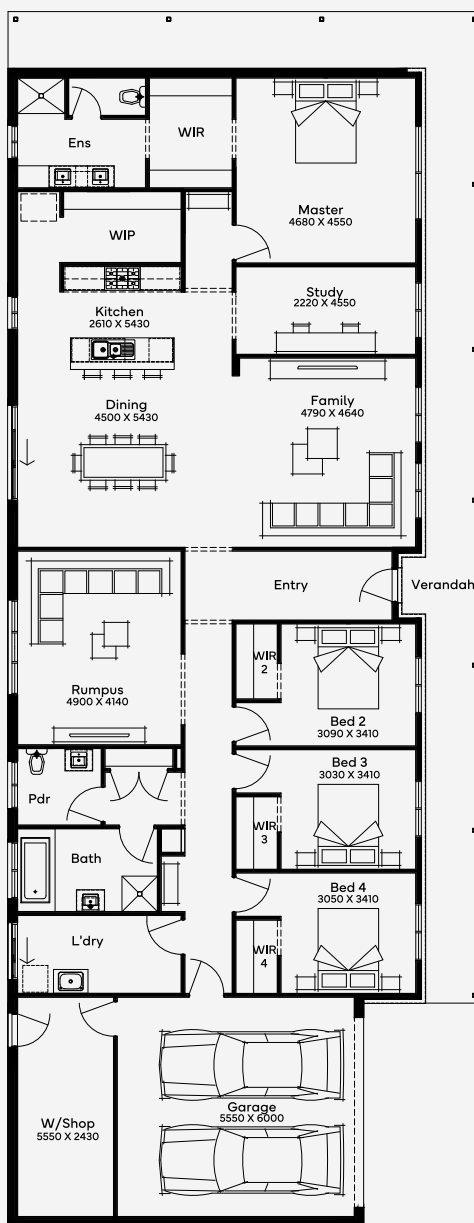 Ens
WIR
Master
4680 X 4550
WIP
Kitchen
2610 X 5430
Study
2220 X 4550
Dining
4500 X 5430
Family
4790 X 4640
Entry
Verandah
Rumpus
4900 X 4140
WIR
2
Bed 2
3090 X 3410
Pdr
Bed 3
3030 X 3410
WIR
3
Bath
Bed 4
3050 X 3410
L'dry
WIR
4
W/Shop
5550 X 2430
Garage
5550 X 6000